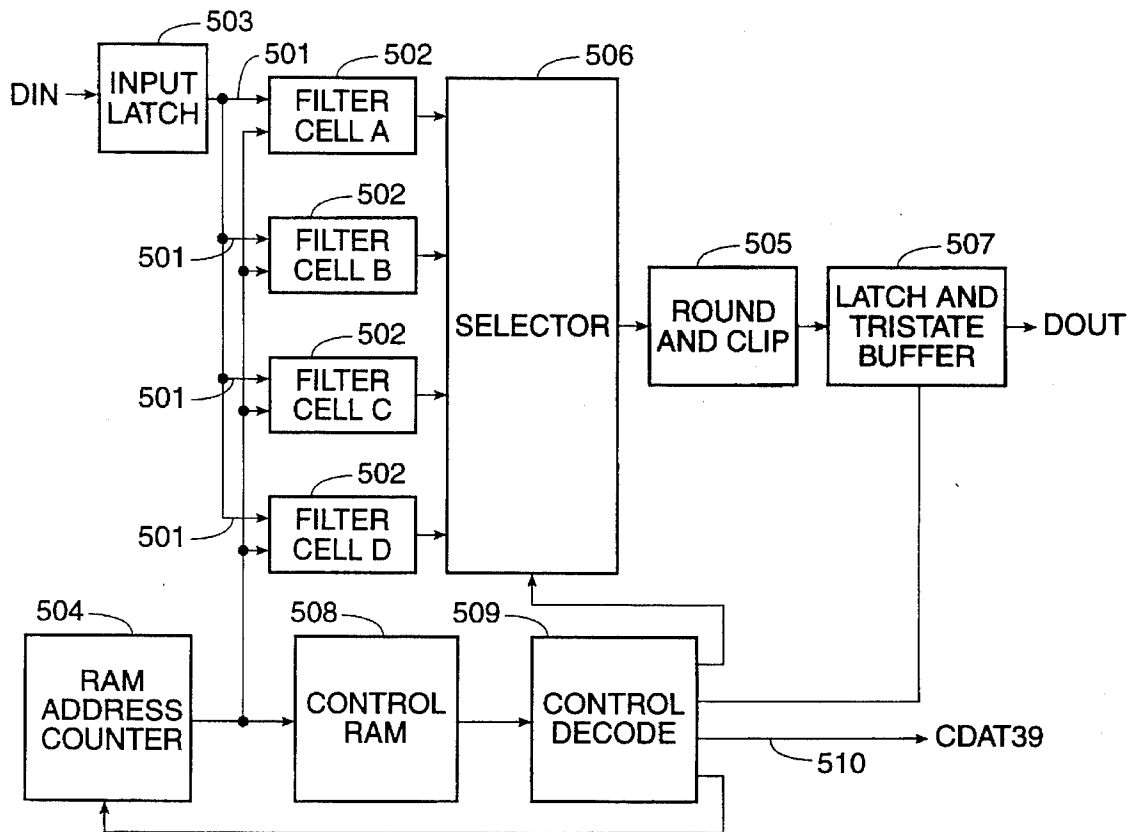 503
501
502
506
DIN
INPUT
LATCH
FILTER
CELL A
502
501
FILTER
CELL B
505
507
SELECTOR
ROUND
AND CLIP
LATCH AND
TRISTATE
BUFFER
DOUT
502
501
FILTER
CELL C
502
501
FILTER
CELL D
504
508
509
RAM
ADDRESS
COUNTER
CONTROL
RAM
CONTROL
DECODE
CDAT39
510